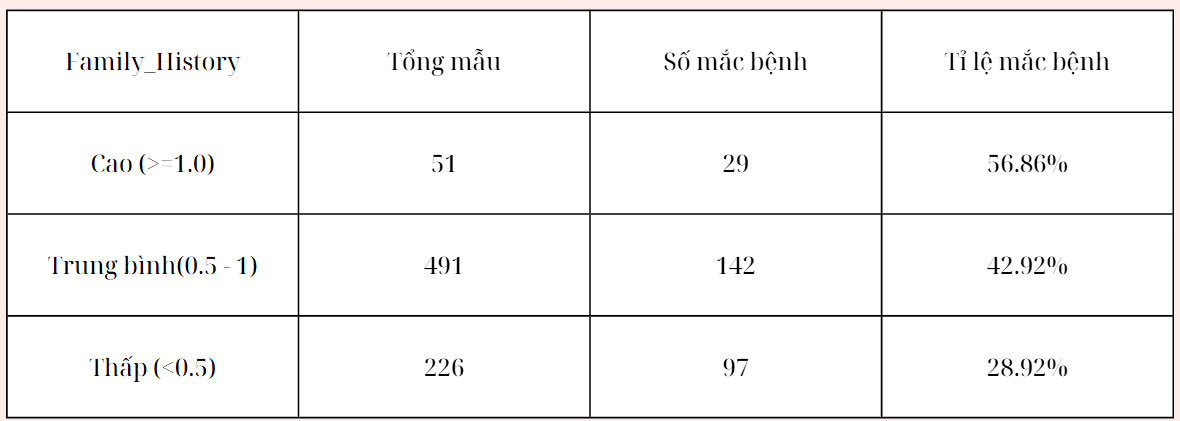 Family_History Tổng mẫu Số mắc bệnh Tỉ lệ mắc bệnh
Cao (>=1.0) 51 29 56.86%
Trung bình(0.5 - 1) 491 142 42.92%
Thấp (<0.5) 226 97 28.92%